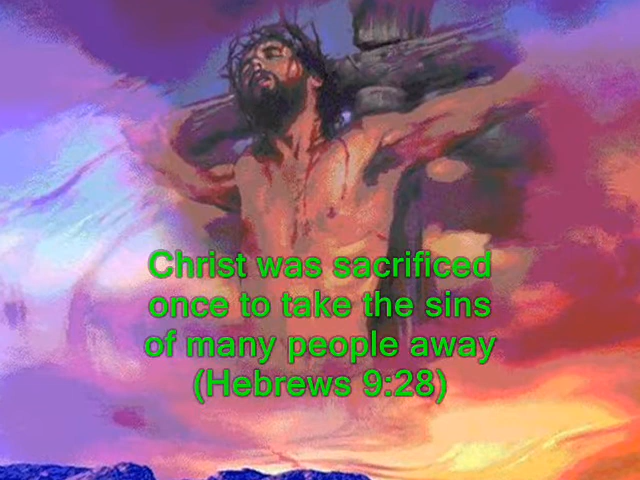 Christ was sacrificed
once to take the sins
of many people away
(Hebrews 9:28)